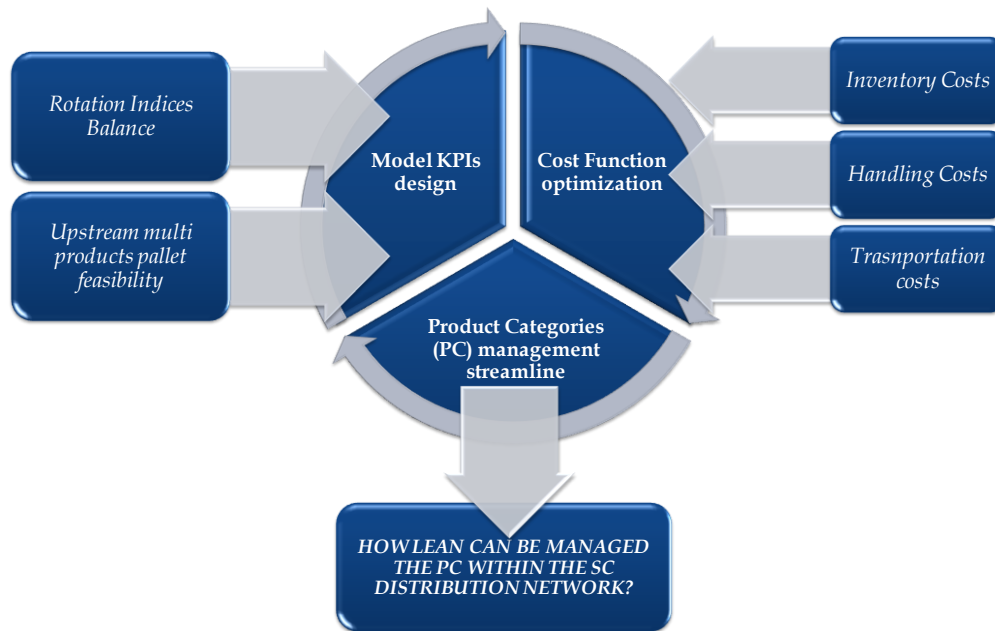 Rotation Indices
Balance
Upstream multi
products pallet
feasibility
Model KPIs
design
Cost Function
optimization
Inventory Costs
Handling Costs
Trasnportation
costs
Product Categories
(PC) management
streamline
HOW LEAN CAN BE MANAGED
THE PC WITHIN THE SC
DISTRIBUTION NETWORK?